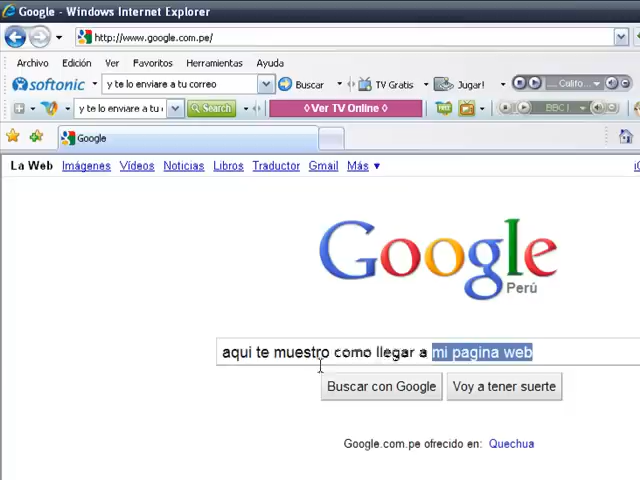 Google - Windows Internet Explorer
http://www.google.com.pe/
Archivo Edición Ver Favoritos Herramientas Ayuda
softonic y te lo enviare a tu correo Buscar TV Gratis Jugar!
y te lo enviare a tu Search ◊ Ver TV Online ◊ FREE BBC
Google
La Web Imágenes Vídeos Noticias Libros Traductor Gmail Más ▼
Google
Perú
aqui te muestro como llegar a mi pagina web
Buscar con Google Voy a tener suerte
Google.com.pe ofrecido en: Quechua